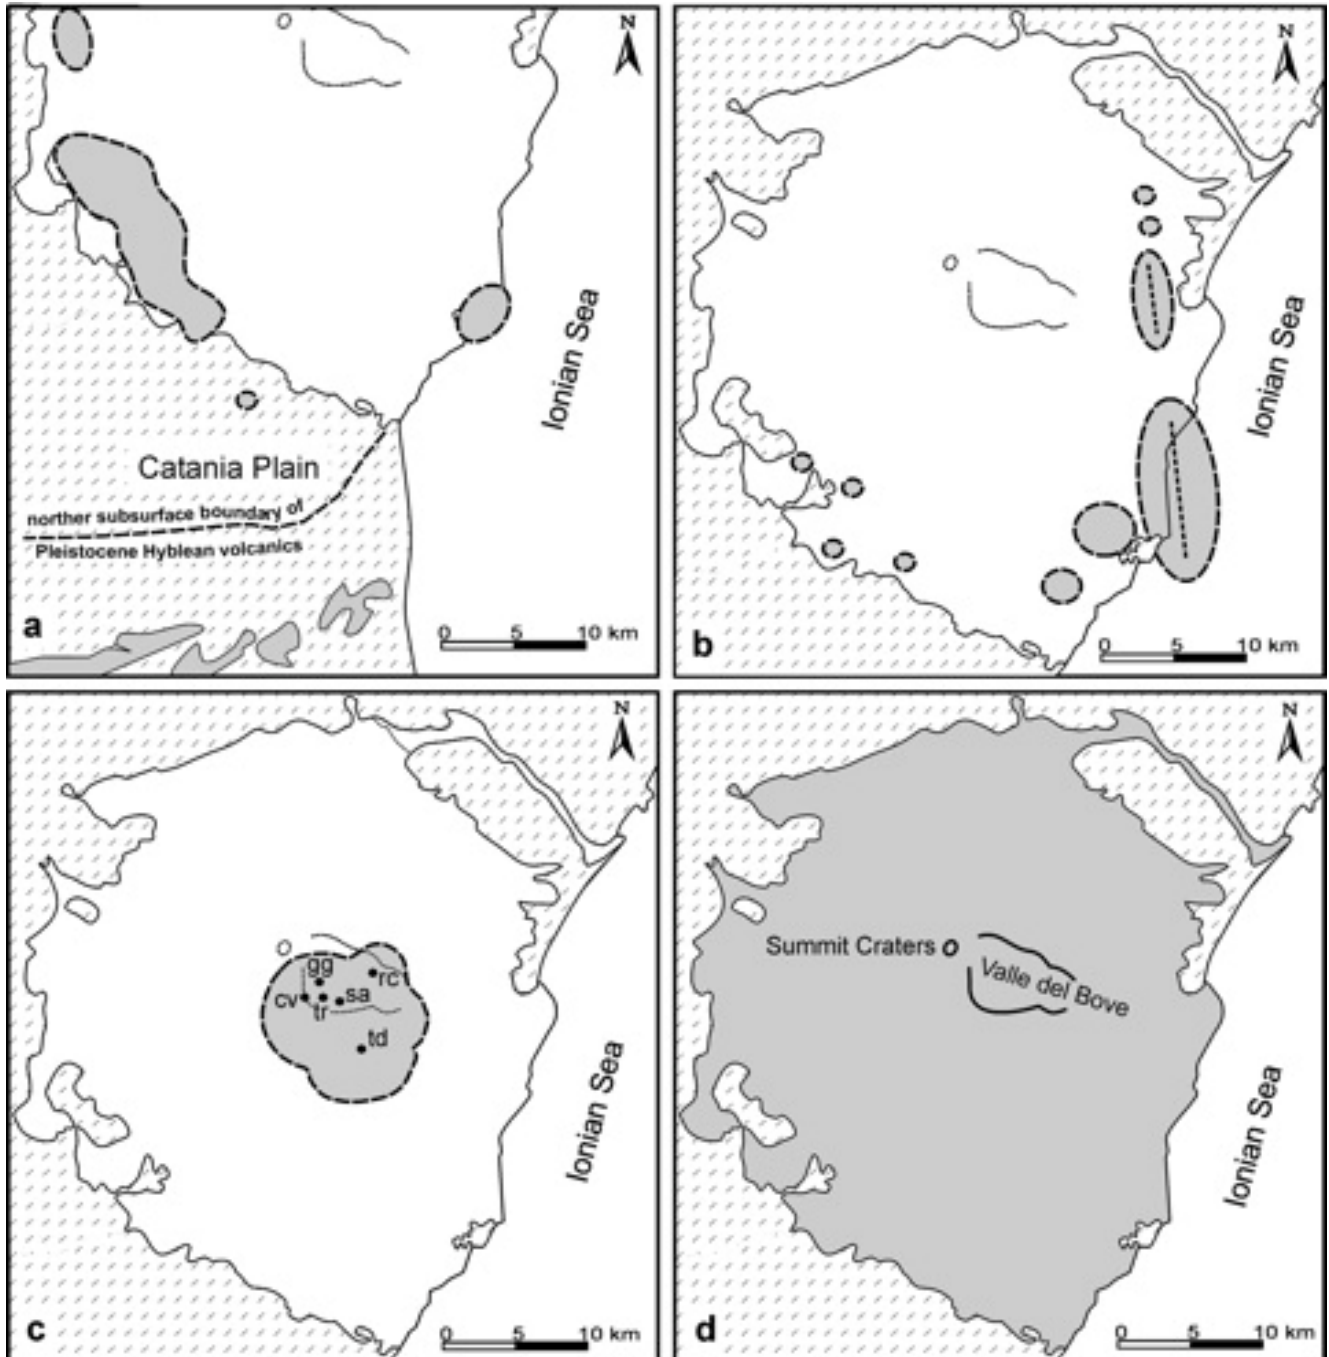 N
Ionian Sea
Catania Plain
norther subsurface boundary of
Pleistocene Hyblean volcanics
a
0 5 10 km
N
Ionian Sea
b
0 5 10 km
N
gg
rc
cv
tr
sa
td
Ionian Sea
c
0 5 10 km
N
Summit Craters
Valle del Bove
Ionian Sea
d
0 5 10 km